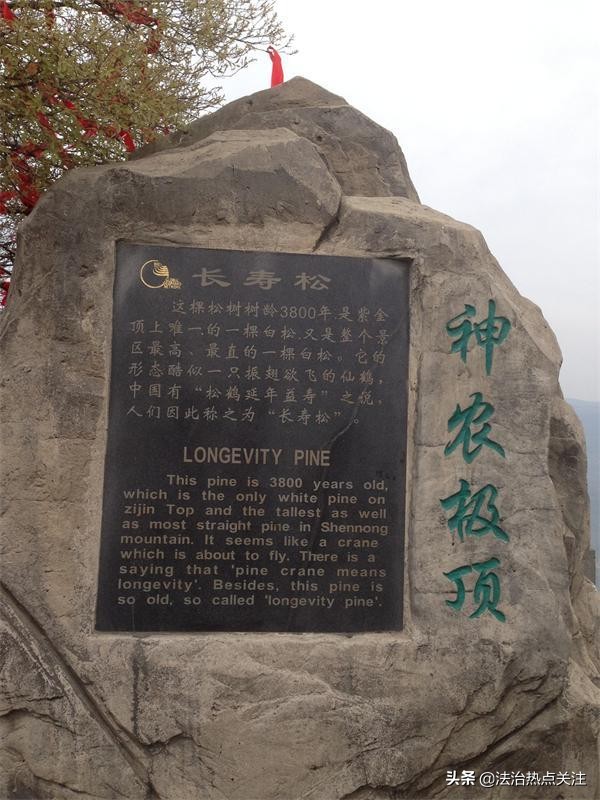 长寿松
这棵松树树龄3800年是紫金
顶上唯一的一棵白松，又是整个景
区最高、最直的一棵白松。它的
形态酷似一只振翅欲飞的仙鹤，
中国有“松鹤延年益寿”之说，
人们因此称之为“长寿松”。
LONGEVITY PINE
This pine is 3800 years old,
which is the only white pine on
zijin Top and the tallest as well
as most straight pine in Shennong
mountain. It seems like a crane
which is about to fly. There is a
saying that 'pine crane means
longevity'. Besides, this pine is
so old, so called 'longevity pine'.
神农极顶
头条 @法治热点关注